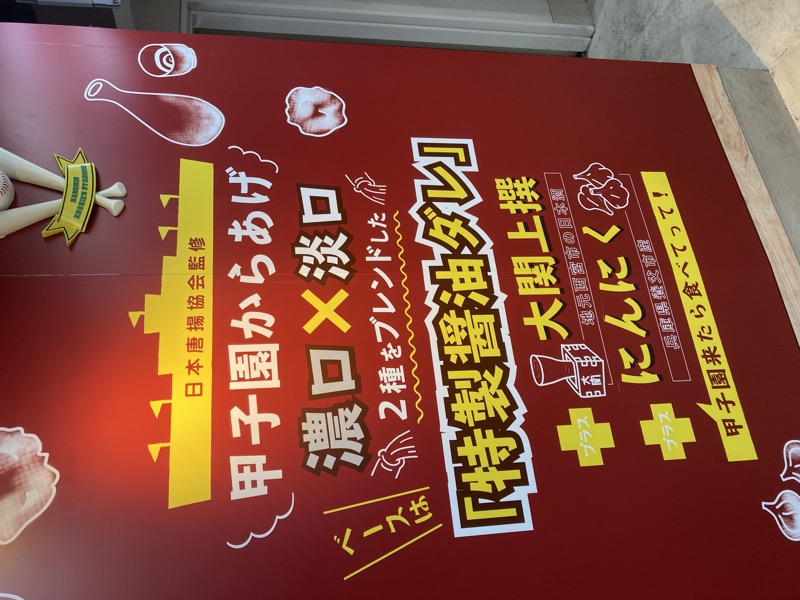 HANSHIN
KOSHIEN STADIUM
日本唐揚協会監修
甲子園からあげ
濃口×淡口
ベースは
2種をブレンドした
「特製醤油ダレ」
プラス
大関
大関上撰
地元西宮市の日本酒
プラス
にんにく
兵庫県養父市産
甲子園来たら食べてって!